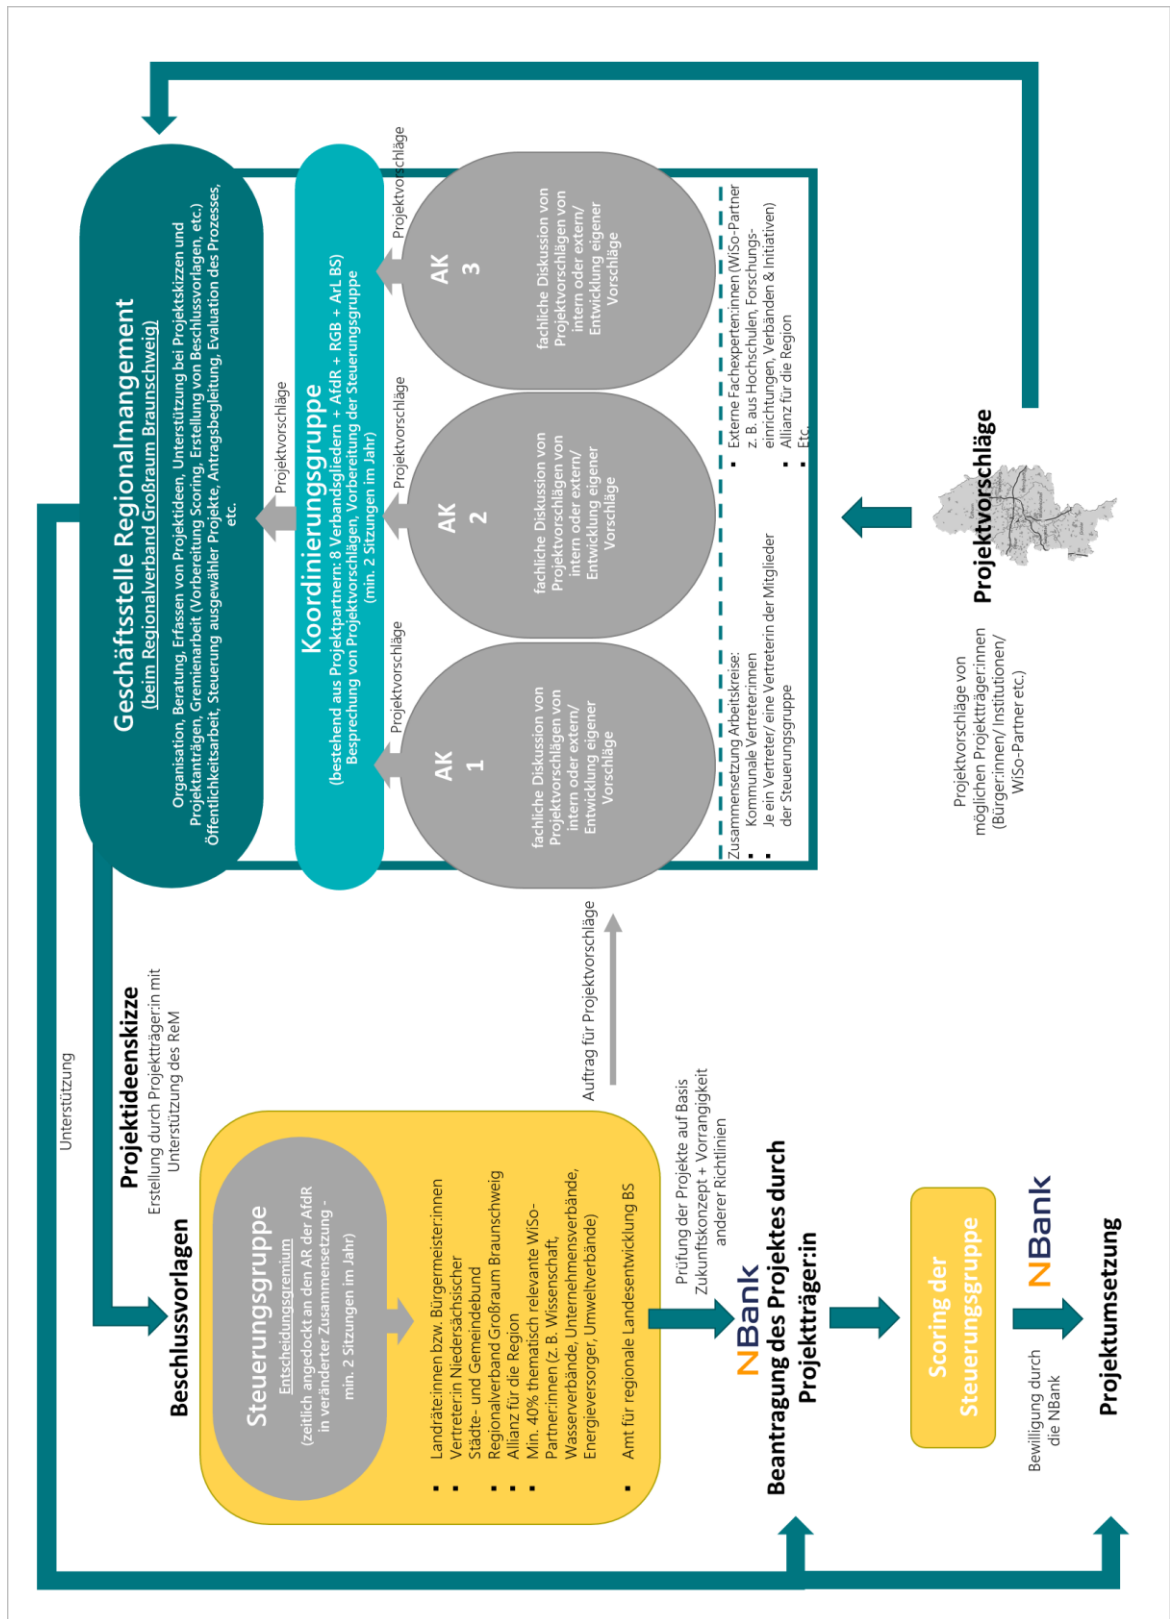 Unterstützung
Projektideenskizze
Erstellung durch Projektträger:in mit
Unterstützung des ReM
Beschlussvorlagen
Steuerungsgruppe
Entscheidungsgremium
(zeitlich angedockt an den AR der AfdR
in veränderter Zusammensetzung -
min. 2 Sitzungen im Jahr)
▪ Landräte:innen bzw. Bürgermeister:innen
▪ Vertreter:in Niedersächsischer
Städte- und Gemeindebund
▪ Regionalverband Großraum Braunschweig
▪ Allianz für die Region
▪ Min. 40% thematisch relevante WiSo-
Partner:innen (z. B. Wissenschaft,
Wasserverbände, Unternehmensverbände,
Energieversorger, Umweltverbände)
▪ Amt für regionale Landesentwicklung BS
Auftrag für Projektvorschläge
Prüfung der Projekte auf Basis
Zukunftskonzept + Vorrangigkeit
anderer Richtlinien
NBank
Beantragung des Projektes durch
Projektträger:in
Scoring der
Steuerungsgruppe
Bewilligung durch
die NBank
NBank
Projektumsetzung
Geschäftsstelle Regionalmangement
(beim Regionalverband Großraum Braunschweig)
Organisation, Beratung, Erfassen von Projektideen, Unterstützung bei Projektskizzen und
Projektanträgen, Gremienarbeit (Vorbereitung Scoring, Erstellung von Beschlussvorlagen, etc.)
Öffentlichkeitsarbeit, Steuerung ausgewähler Projekte, Antragsbegleitung, Evaluation des Prozesses,
etc.
Projektvorschläge
Koordinierungsgruppe
(bestehend aus Projektpartnern: 8 Verbandsgliedern + AfdR + RGB + ArL BS)
Besprechung von Projektvorschlägen, Vorbereitung der Steuerungsgruppe
(min. 2 Sitzungen im Jahr)
Projektvorschläge
Projektvorschläge
Projektvorschläge
AK
1
fachliche Diskussion von
Projektvorschlägen von
intern oder extern/
Entwicklung eigener
Vorschläge
AK
2
fachliche Diskussion von
Projektvorschlägen von
intern oder extern/
Entwicklung eigener
Vorschläge
AK
3
fachliche Diskussion von
Projektvorschlägen von
intern oder extern/
Entwicklung eigener
Vorschläge
Zusammensetzung Arbeitskreise:
▪ Kommunale Vertreter:innen
▪ Je ein Vertreter/ eine Vertreterin der Mitglieder
der Steuerungsgruppe
▪ Externe Fachexperten:innen (WiSo-Partner
z. B. aus Hochschulen, Forschungs-
einrichtungen, Verbänden & Initiativen)
▪ Allianz für die Region
▪ Etc.
Projektvorschläge von
möglichen Projektträger:innen
(Bürger:innen/ Institutionen/
WiSo-Partner etc.)
Projektvorschläge